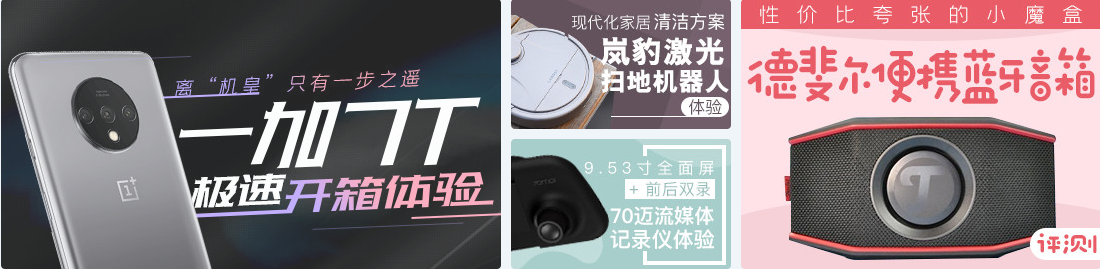 离“机皇”只有一步之遥
一加7T
极速开箱体验
1+
现代化家居 清洁方案
岚豹激光
扫地机器人
体验
9.53寸全面屏
+ 前后双录
70迈流媒体
记录仪体验
性价比夸张的小魔盒
德斐尔便携蓝牙音箱
T
评测